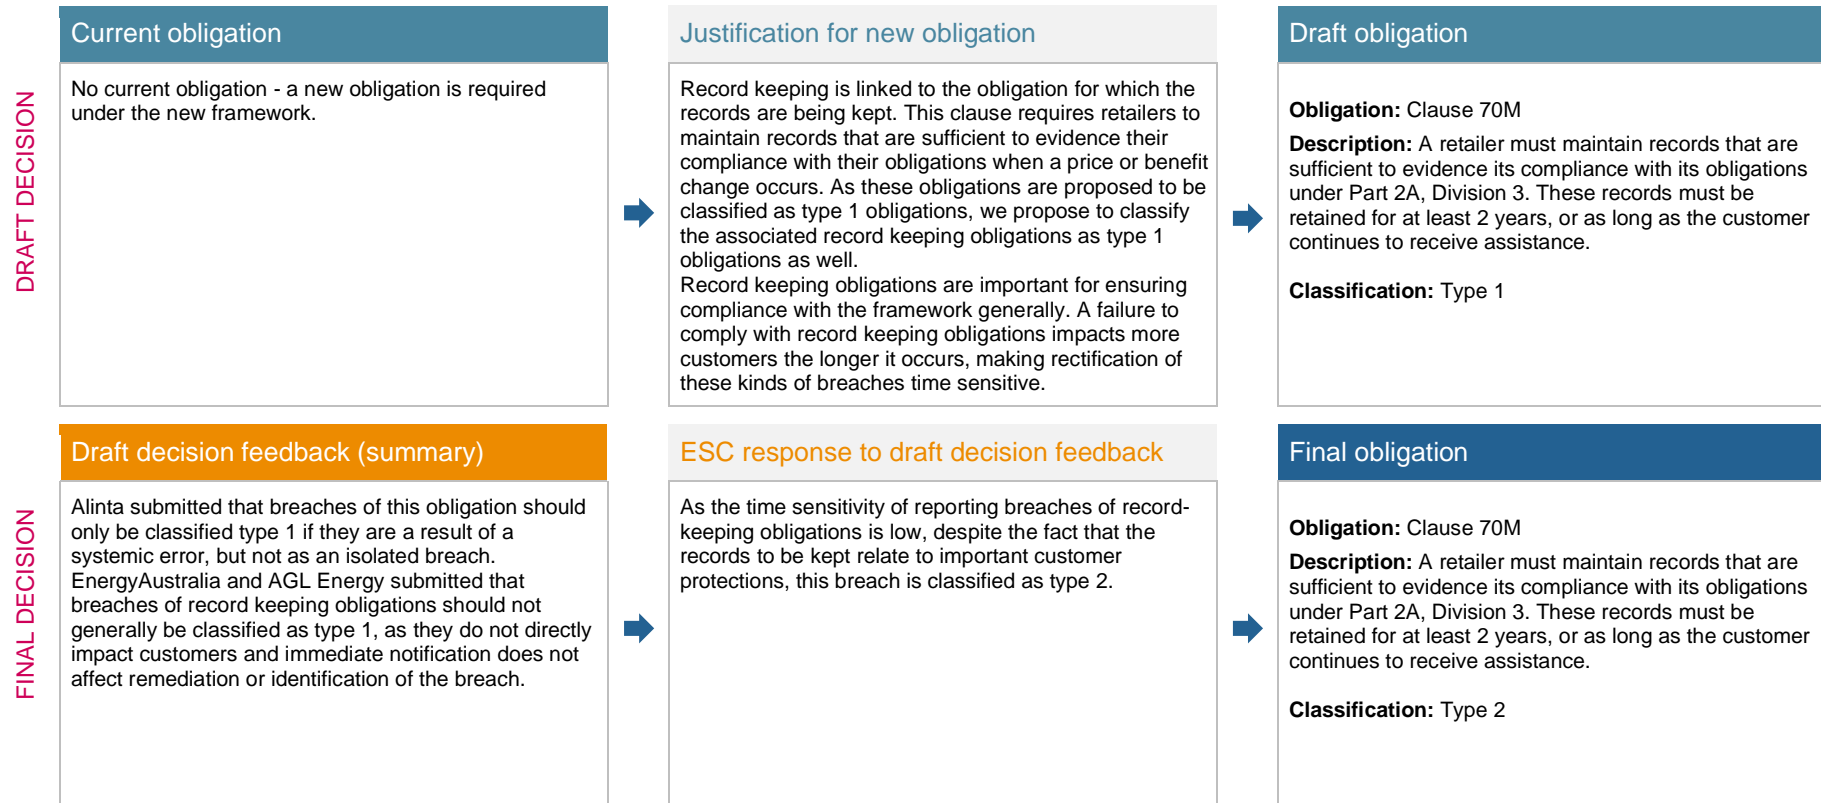 DRAFT DECISION
Current obligation
No current obligation - a new obligation is required
under the new framework.
Justification for new obligation
Record keeping is linked to the obligation for which the
records are being kept. This clause requires retailers to
maintain records that are sufficient to evidence their
compliance with their obligations when a price or benefit
change occurs. As these obligations are proposed to be
classified as type 1 obligations, we propose to classify
the associated record keeping obligations as type 1
obligations as well.
Record keeping obligations are important for ensuring
compliance with the framework generally. A failure to
comply with record keeping obligations impacts more
customers the longer it occurs, making rectification of
these kinds of breaches time sensitive.
Draft obligation
Obligation: Clause 70M
Description: A retailer must maintain records that are
sufficient to evidence its compliance with its obligations
under Part 2A, Division 3. These records must be
retained for at least 2 years, or as long as the customer
continues to receive assistance.
Classification: Type 1
FINAL DECISION
Draft decision feedback (summary)
Alinta submitted that breaches of this obligation should
only be classified type 1 if they are a result of a
systemic error, but not as an isolated breach.
EnergyAustralia and AGL Energy submitted that
breaches of record keeping obligations should not
generally be classified as type 1, as they do not directly
impact customers and immediate notification does not
affect remediation or identification of the breach.
ESC response to draft decision feedback
As the time sensitivity of reporting breaches of record-
keeping obligations is low, despite the fact that the
records to be kept relate to important customer
protections, this breach is classified as type 2.
Final obligation
Obligation: Clause 70M
Description: A retailer must maintain records that are
sufficient to evidence its compliance with its obligations
under Part 2A, Division 3. These records must be
retained for at least 2 years, or as long as the customer
continues to receive assistance.
Classification: Type 2